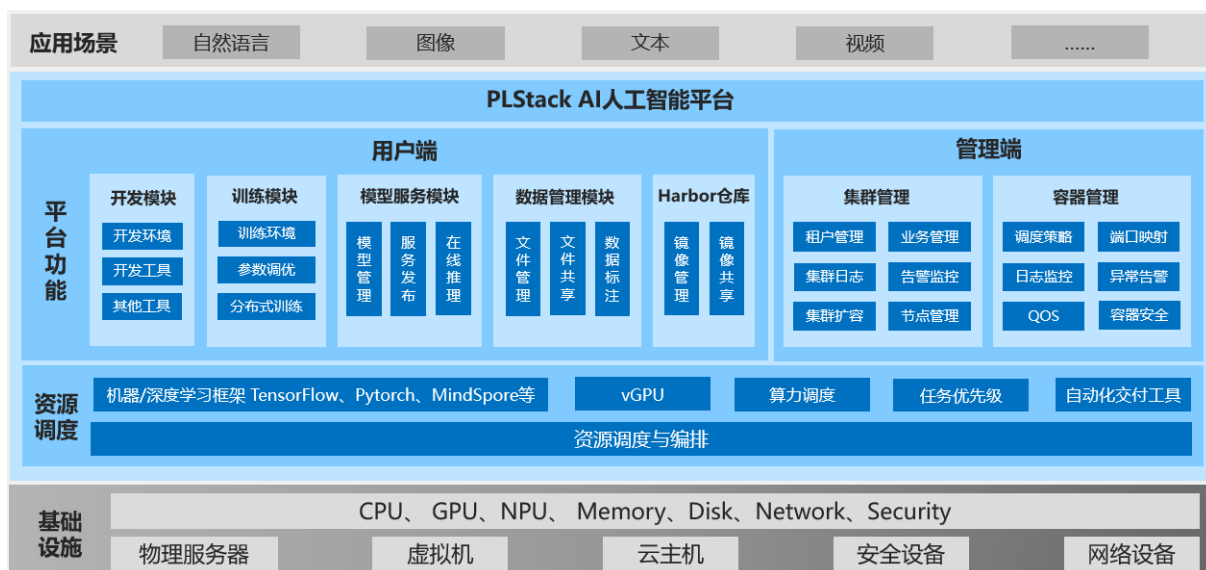 应用场景
自然语言
图像
文本
视频
......
PLStack AI人工智能平台
平台功能
用户端
开发模块
开发环境
开发工具
其他工具
训练模块
训练环境
参数调优
分布式训练
模型服务模块
模型管理
服务发布
在线推理
数据管理模块
文件管理
文件共享
数据标注
Harbor仓库
镜像管理
镜像共享
管理端
集群管理
租户管理
业务管理
集群日志
告警监控
集群扩容
节点管理
容器管理
调度策略
端口映射
日志监控
异常告警
QOS
容器安全
资源
调度
机器/深度学习框架 TensorFlow、Pytorch、MindSpore等
vGPU
算力调度
任务优先级
自动化交付工具
资源调度与编排
基础
设施
CPU、 GPU、NPU、 Memory、Disk、Network、Security
物理服务器
虚拟机
云主机
安全设备
网络设备